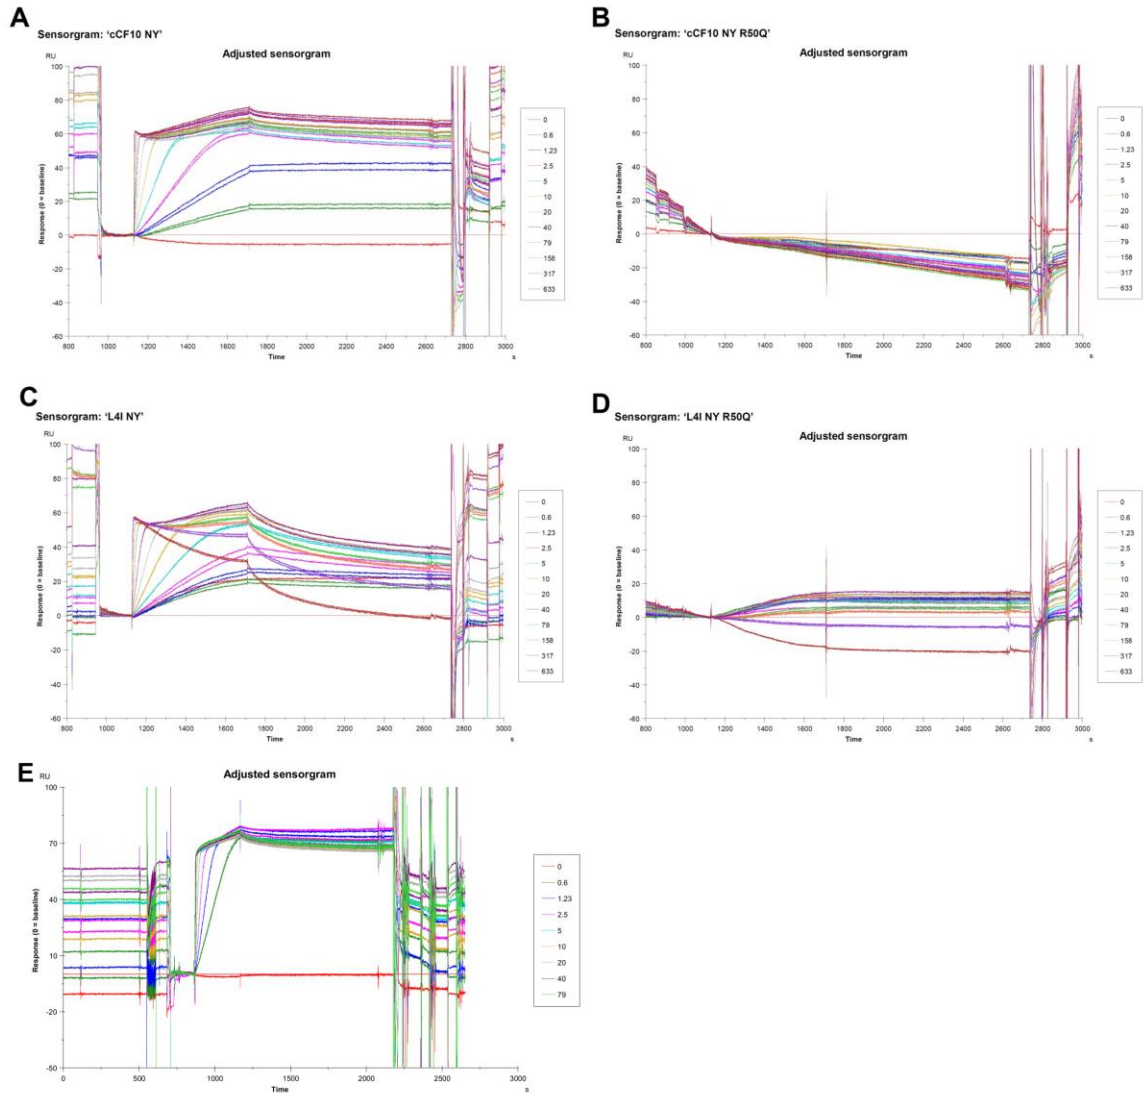 A
Sensorgram: ‘cCF10 NY’
Adjusted sensorgram
RU
Response (0 = baseline)
100
80
60
40
20
0
-20
-40
-60
800 1000 1200 1400 1600 1800 2000 2200 2400 2600 2800 3000
Time
s
0
0.6
1.23
2.5
5
10
20
40
79
158
317
633
B
Sensorgram: ‘cCF10 NY R50Q’
Adjusted sensorgram
RU
Response (0 = baseline)
100
80
60
40
20
0
-20
-40
-60
800 1000 1200 1400 1600 1800 2000 2200 2400 2600 2800 3000
Time
s
0
0.6
1.23
2.5
5
10
20
40
79
158
317
633
C
Sensorgram: ‘L4I NY’
Adjusted sensorgram
RU
Response (0 = baseline)
100
80
60
40
20
0
-20
-40
-60
800 1000 1200 1400 1600 1800 2000 2200 2400 2600 2800 3000
Time
s
0
0.6
1.23
2.5
5
10
20
40
79
158
317
633
D
Sensorgram: ‘L4I NY R50Q’
Adjusted sensorgram
RU
Response (0 = baseline)
100
80
60
40
20
0
-20
-40
-60
800 1000 1200 1400 1600 1800 2000 2200 2400 2600 2800 3000
Time
s
0
0.6
1.23
2.5
5
10
20
40
79
158
317
633
E
Adjusted sensorgram
RU
Response (0 = baseline)
100
70
40
10
-20
-50
0 500 1000 1500 2000 2500 3000
Time
s
0
0.6
1.23
2.5
5
10
20
40
79